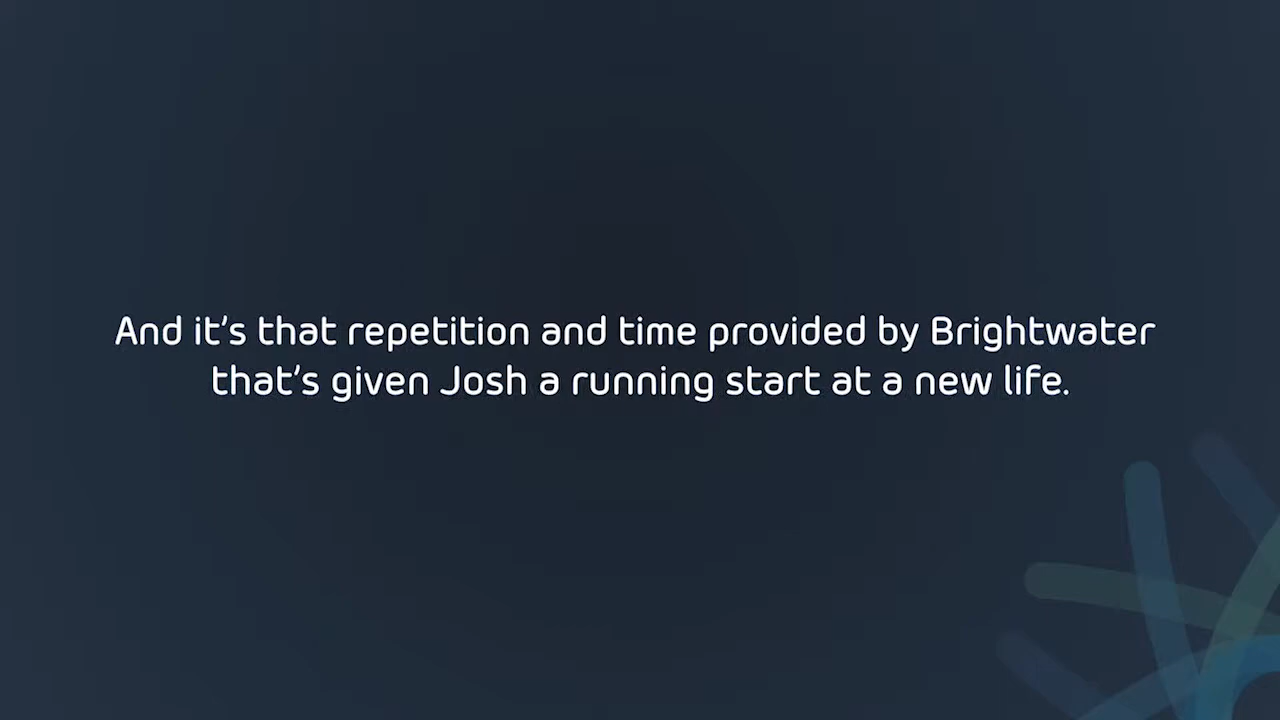 And it’s that repetition and time provided by Brightwater
that’s given Josh a running start at a new life.